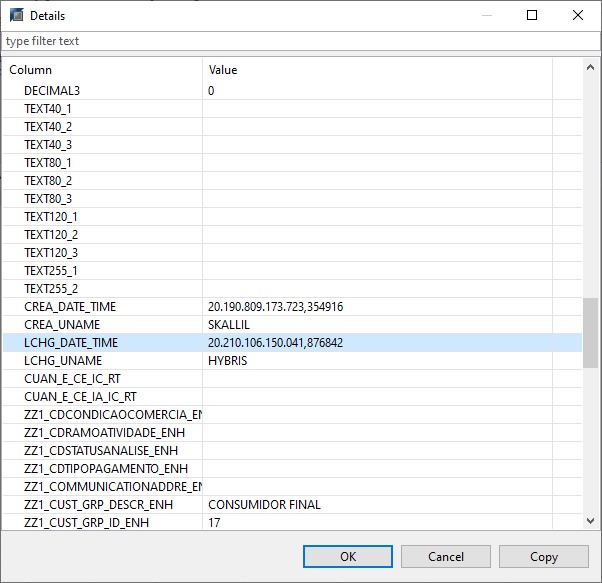 Details
type filter text
Column Value
DECIMAL3 0
TEXT40_1
TEXT40_2
TEXT40_3
TEXT80_1
TEXT80_2
TEXT80_3
TEXT120_1
TEXT120_2
TEXT120_3
TEXT255_1
TEXT255_2
CREA_DATE_TIME 20.190.809.173.723,354916
CREA_UNAME SKALLIL
LCHG_DATE_TIME 20.210.106.150.041,876842
LCHG_UNAME HYBRIS
CUAN_E_CE_IC_RT
CUAN_E_CE_IA_IC_RT
ZZ1_CDCONDICAOCOMERCIA_EN
ZZ1_CDRAMOATIVIDADE_ENH
ZZ1_CDSTATUSANALISE_ENH
ZZ1_CDTIPOPAGAMENTO_ENH
ZZ1_COMMUNICATIONADDRE_EN
ZZ1_CUST_GRP_DESCR_ENH CONSUMIDOR FINAL
ZZ1_CUST_GRP_ID_ENH 17
OK Cancel Copy